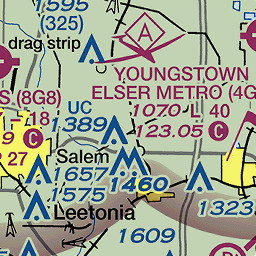 1595
(325)
drag strip
A
YOUNGSTOWN
ELSER METRO (4G
S (8G8)
1070 L 40
123.05 C
UC
1389
- 18
9 C
27
Salem
1657
1460
1575
Leetonia
1323
1609